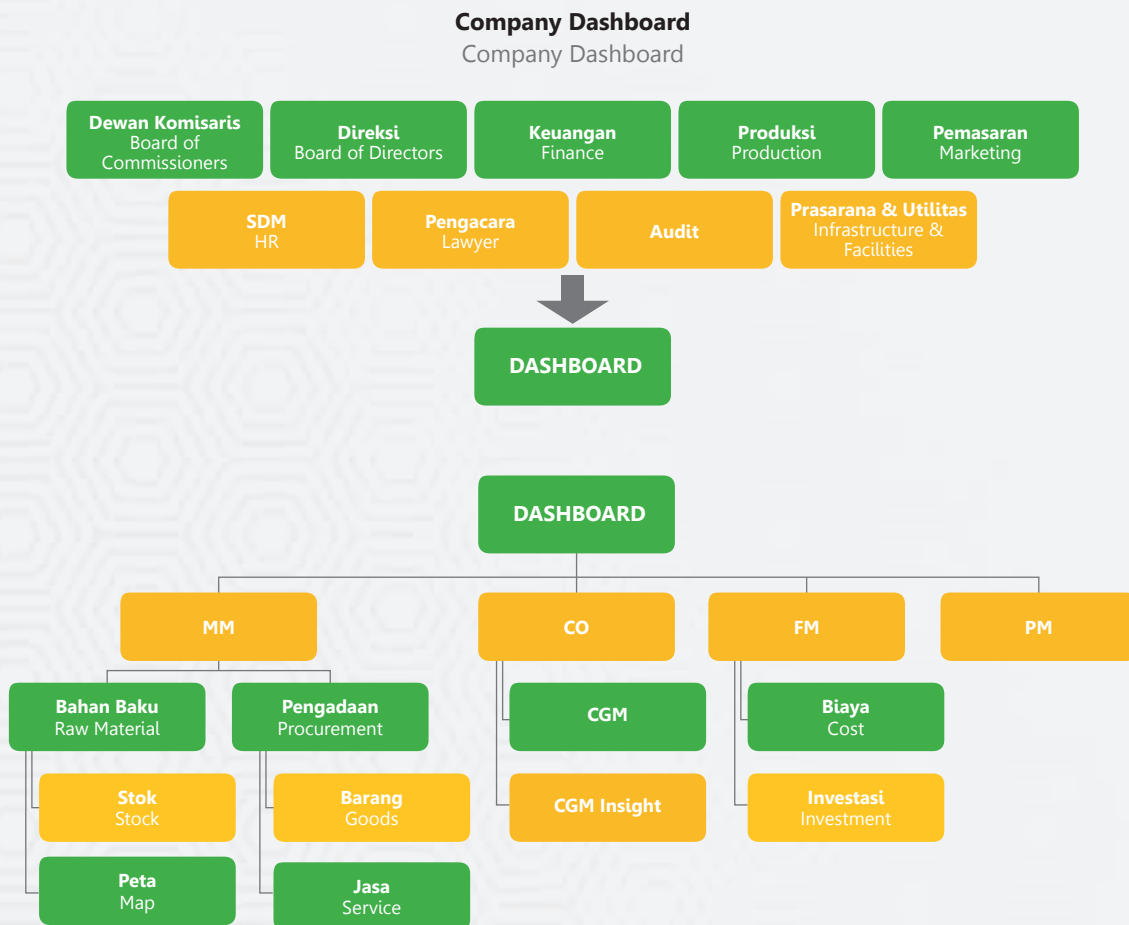 Company Dashboard
Company Dashboard
Dewan Komisaris
Board of
Commissioners
Direksi
Board of Directors
Keuangan
Finance
Produksi
Production
Pemasaran
Marketing
SDM
HR
Pengacara
Lawyer
Audit
Prasarana & Utilitas
Infrastructure &
Facilities
DASHBOARD
DASHBOARD
MM
CO
FM
PM
Bahan Baku
Raw Material
Pengadaan
Procurement
CGM
Biaya
Cost
Stok
Stock
Barang
Goods
CGM Insight
Investasi
Investment
Peta
Map
Jasa
Service